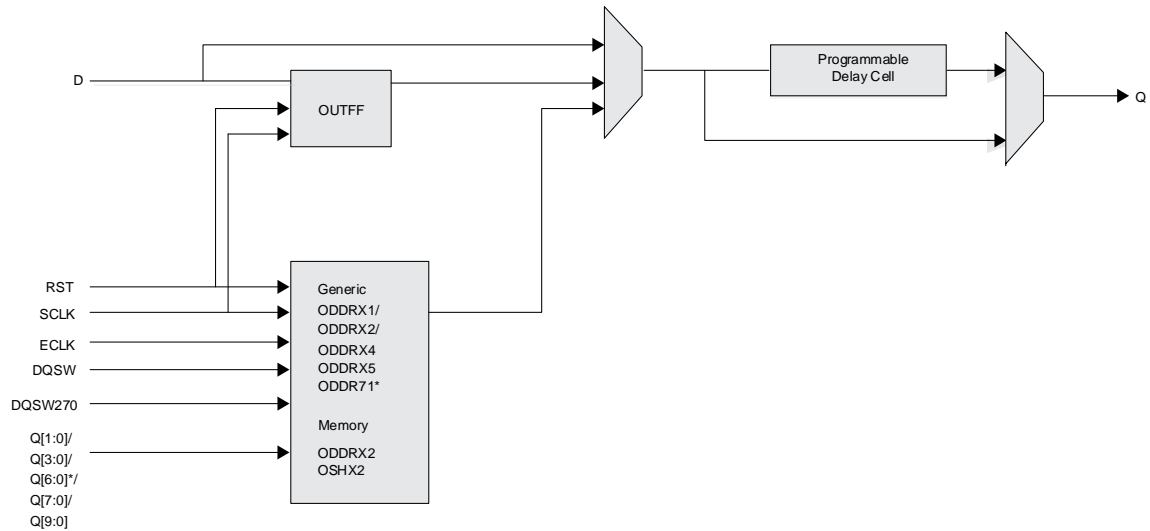 D
OUTFF
Programmable
Delay Cell
Q
RST
SCLK
ECLK
DQSW
DQSW270
Q[1:0]/
Q[3:0]/
Q[6:0]*/
Q[7:0]/
Q[9:0]
Generic
ODDRX1/
ODDRX2/
ODDRX4
ODDRX5
ODDR71*
Memory
ODDRX2
OSHX2